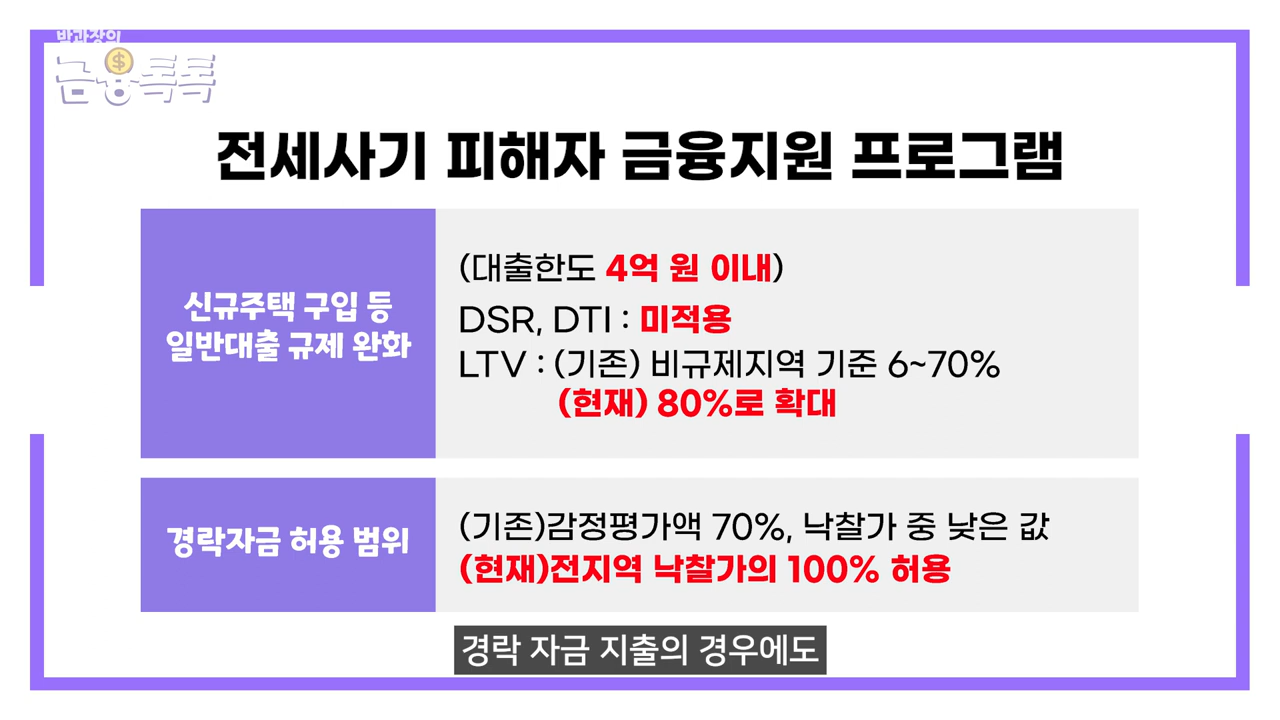 박과장의
금융톡톡
전세사기 피해자 금융지원 프로그램
신규주택 구입 등
일반대출 규제 완화
(대출한도 4억 원 이내)
DSR, DTI : 미적용
LTV : (기존) 비규제지역 기준 6~70%
(현재) 80%로 확대
경락자금 허용 범위
(기존)감정평가액 70%, 낙찰가 중 낮은 값
(현재)전지역 낙찰가의 100% 허용
경락 자금 지출의 경우에도